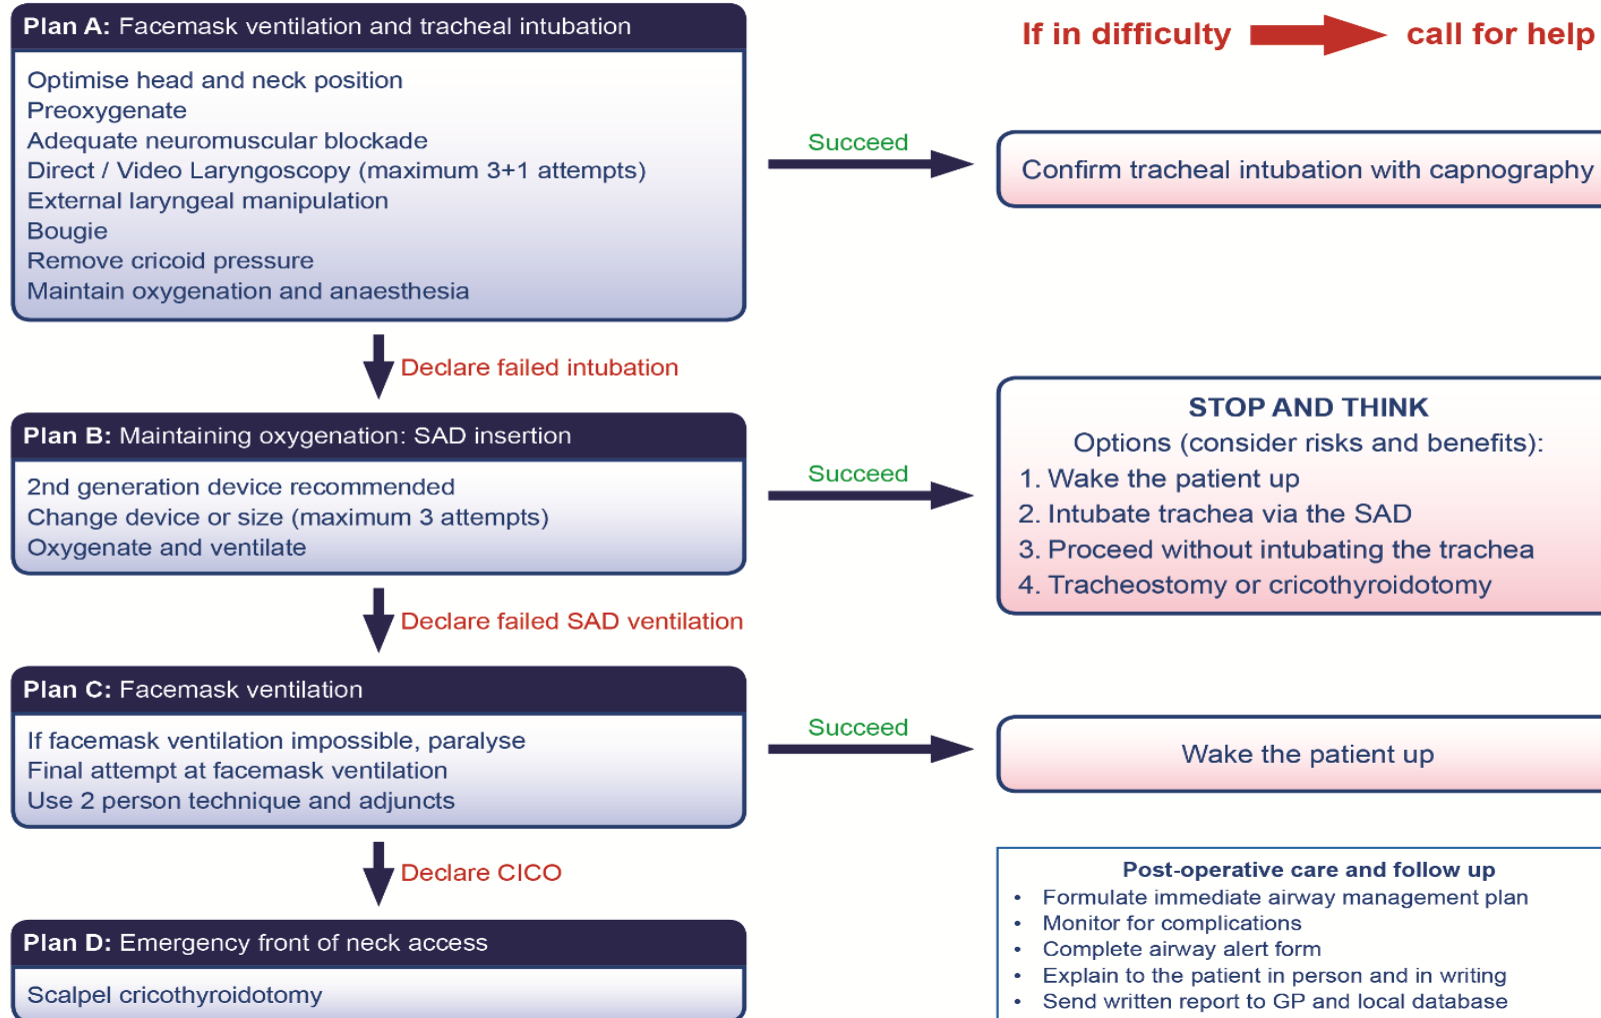 Plan A: Facemask ventilation and tracheal intubation
Optimise head and neck position
Preoxygenate
Adequate neuromuscular blockade
Direct / Video Laryngoscopy (maximum 3+1 attempts)
External laryngeal manipulation
Bougie
Remove cricoid pressure
Maintain oxygenation and anaesthesia
If in difficulty
call for help
Succeed
Confirm tracheal intubation with capnography
Declare failed intubation
Plan B: Maintaining oxygenation: SAD insertion
2nd generation device recommended
Change device or size (maximum 3 attempts)
Oxygenate and ventilate
Succeed
STOP AND THINK
Options (consider risks and benefits):
1. Wake the patient up
2. Intubate trachea via the SAD
3. Proceed without intubating the trachea
4. Tracheostomy or cricothyroidotomy
Declare failed SAD ventilation
Plan C: Facemask ventilation
If facemask ventilation impossible, paralyse
Final attempt at facemask ventilation
Use 2 person technique and adjuncts
Succeed
Wake the patient up
Declare CICO
Plan D: Emergency front of neck access
Scalpel cricothyroidotomy
Post-operative care and follow up
• Formulate immediate airway management plan
• Monitor for complications
• Complete airway alert form
• Explain to the patient in person and in writing
• Send written report to GP and local database